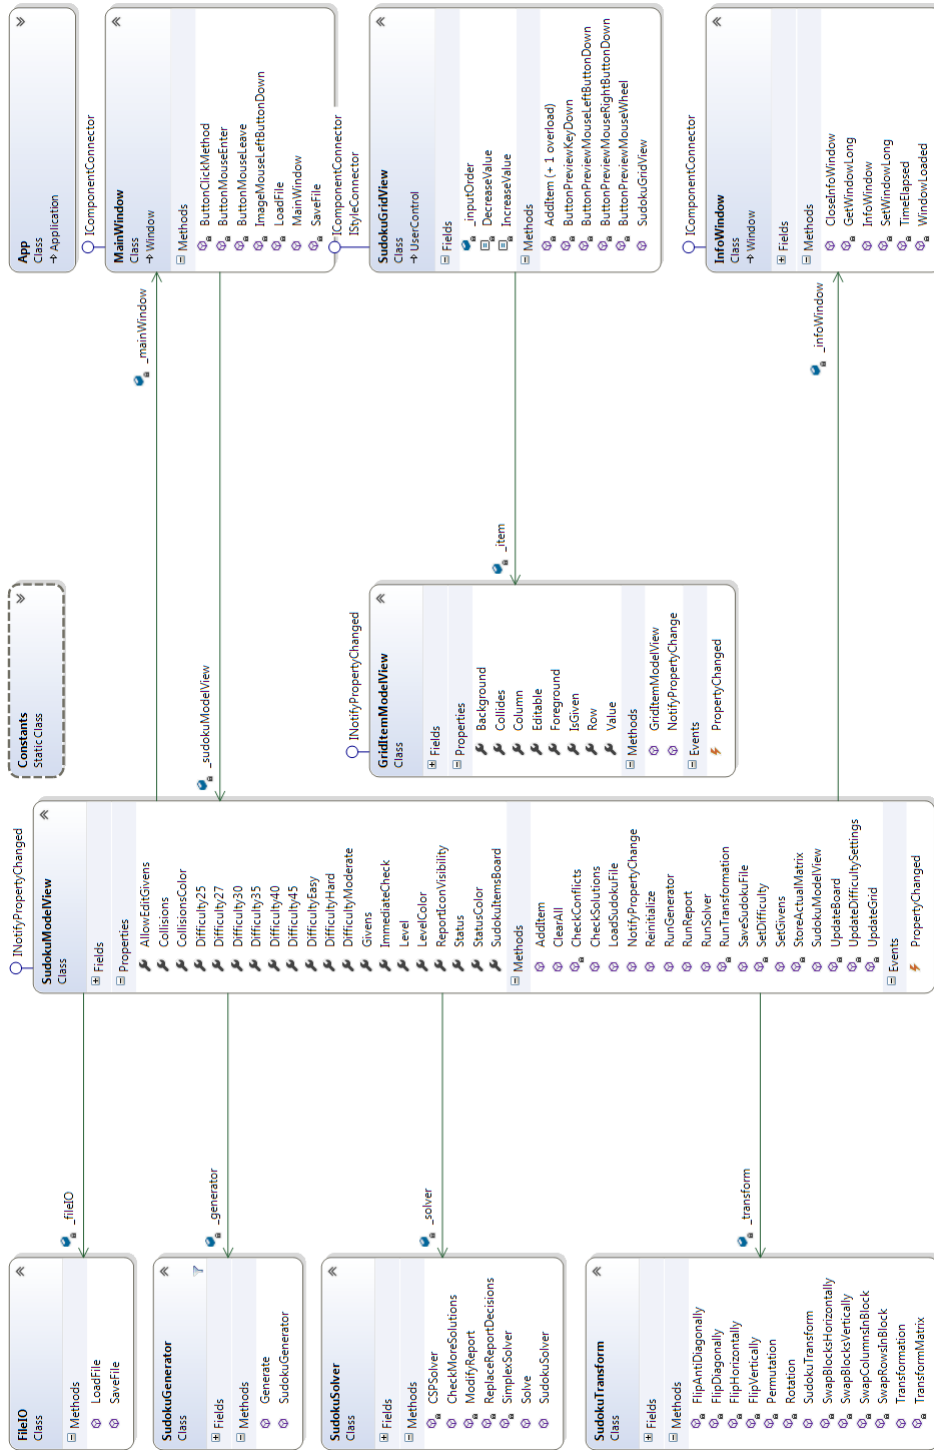 FileIO
Class
Methods
LoadFile
SaveFile
SudokuGenerator
Class
Fields
Methods
Generate
SudokuGenerator
SudokuSolver
Class
Fields
Methods
CSPSolver
CheckMoreSolutions
ModifyReport
ReplaceReportDecisions
SimplexSolver
Solve
SudokuSolver
SudokuTransform
Class
Fields
Methods
FlipAntiDiagonally
FlipDiagonally
FlipHorizontally
FlipVertically
Permutation
Rotation
SudokuTransform
SwapBlocksHorizontally
SwapBlocksVertically
SwapColumnsInBlock
SwapRowsInBlock
Transformation
TransformMatrix
_fileIO
_generator
_solver
_transform
INotifyPropertyChanged
SudokuModelView
Class
Fields
Properties
AllowEditGivens
Collisions
CollisionsColor
Difficulty25
Difficulty27
Difficulty30
Difficulty35
Difficulty40
Difficulty45
DifficultyEasy
DifficultyHard
DifficultyModerate
Givens
ImmediateCheck
Level
LevelColor
ReportIconVisibility
Status
StatusColor
SudokuItemsBoard
Methods
AddItem
ClearAll
CheckConflicts
CheckSolutions
LoadSudokuFile
NotifyPropertyChange
Reinitialize
RunGenerator
RunReport
RunSolver
RunTransformation
SaveSudokuFile
SetDifficulty
SetGivens
StoreActualMatrix
SudokuModelView
UpdateBoard
UpdateDifficultySettings
UpdateGrid
Events
PropertyChanged
Constants
Static Class
_sudokuModelView
INotifyPropertyChanged
GridItemModelView
Class
Fields
Properties
Background
Collides
Column
Editable
Foreground
IsGiven
Row
Value
Methods
GridItemModelView
NotifyPropertyChange
Events
PropertyChanged
_mainWindow
_item
_infoWindow
App
Class
Application
IComponentConnector
MainWindow
Class
Window
Methods
ButtonClickMethod
ButtonMouseEnter
ButtonMouseLeave
ImageMouseLeftButtonDown
LoadFile
MainWindow
SaveFile
IComponentConnector
IStyleConnector
SudokuGridView
Class
UserControl
Fields
_inputOrder
DecreaseValue
IncreaseValue
Methods
AddItem (+ 1 overload)
ButtonPreviewKeyDown
ButtonPreviewMouseLeftButtonDown
ButtonPreviewMouseRightButtonDown
ButtonPreviewMouseWheel
SudokuGridView
IComponentConnector
InfoWindow
Class
Window
Fields
Methods
CloseInfoWindow
GetWindowLong
InfoWindow
SetWindowLong
TimeElapsed
WindowLoaded